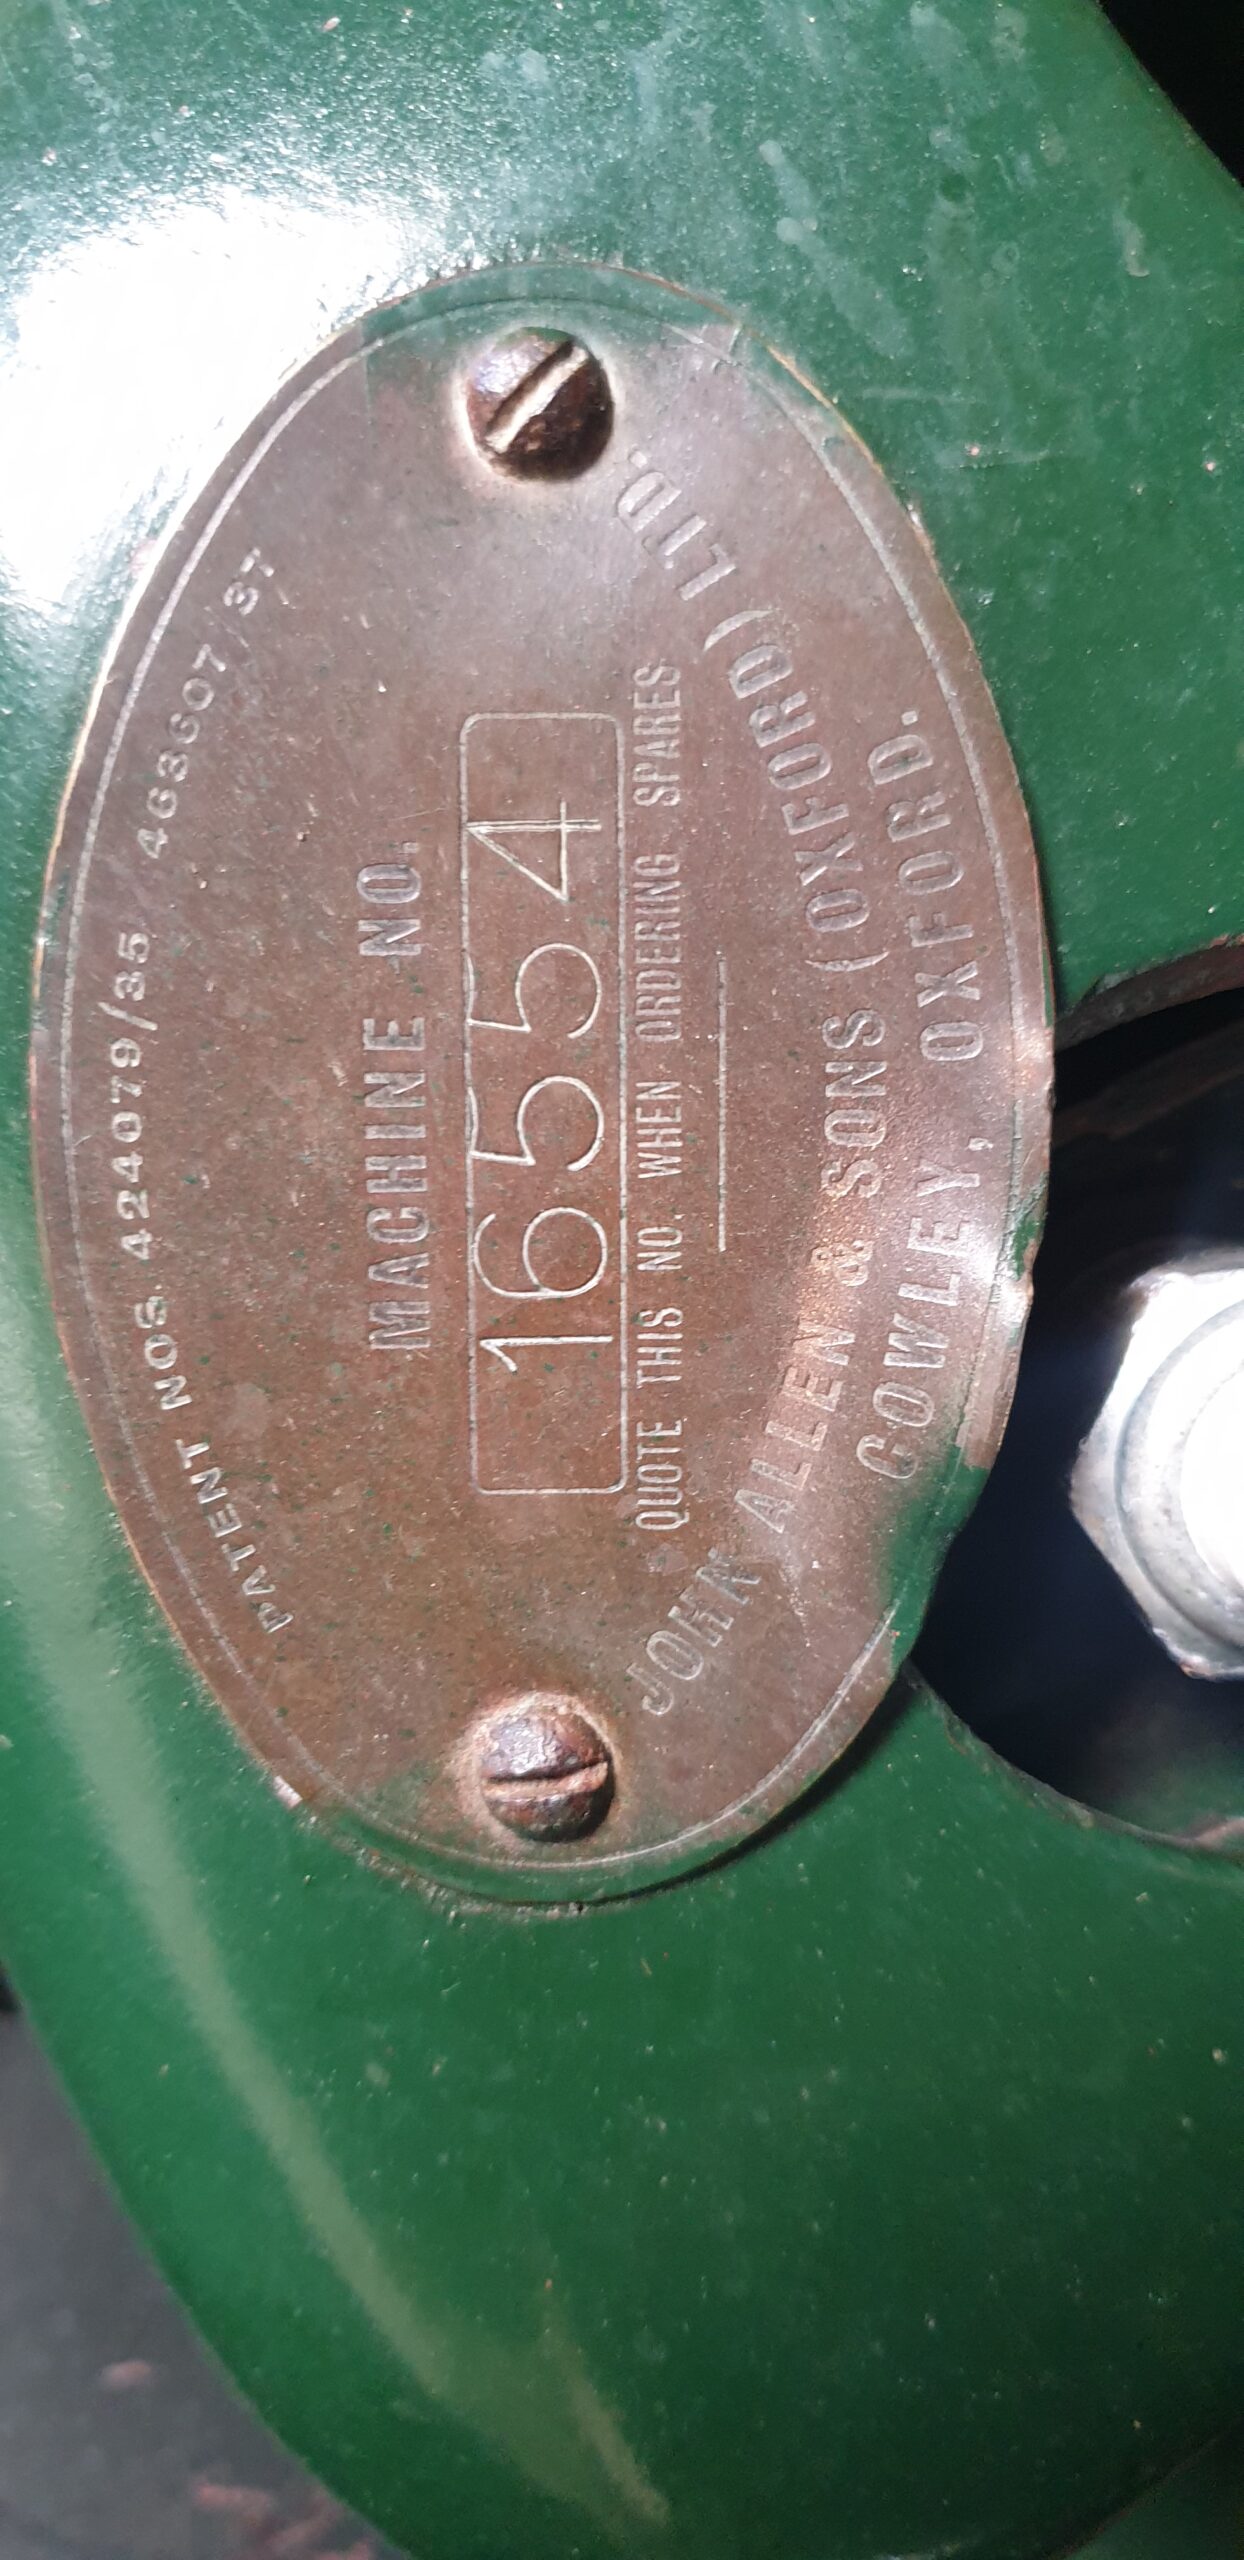 PATENT NOS. 424079/35 463607/37
MACHINE NO.
16554
QUOTE THIS NO. WHEN ORDERING SPARES
JOHN ALLEN & SONS (OXFORD) LTD.
COWLEY, OXFORD.